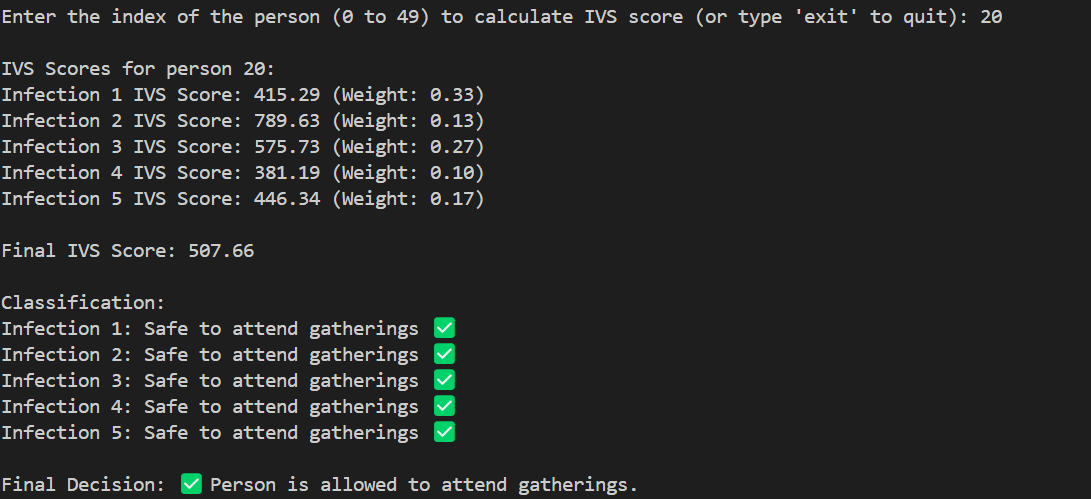 Enter the index of the person (0 to 49) to calculate IVS score (or type 'exit' to quit): 20
IVS Scores for person 20:
Infection 1 IVS Score: 415.29 (Weight: 0.33)
Infection 2 IVS Score: 789.63 (Weight: 0.13)
Infection 3 IVS Score: 575.73 (Weight: 0.27)
Infection 4 IVS Score: 381.19 (Weight: 0.10)
Infection 5 IVS Score: 446.34 (Weight: 0.17)
Final IVS Score: 507.66
Classification:
Infection 1: Safe to attend gatherings ✅
Infection 2: Safe to attend gatherings ✅
Infection 3: Safe to attend gatherings ✅
Infection 4: Safe to attend gatherings ✅
Infection 5: Safe to attend gatherings ✅
Final Decision: ✅ Person is allowed to attend gatherings.